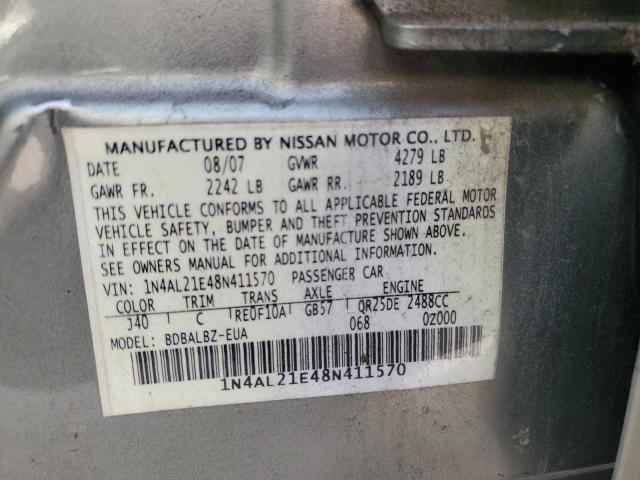 MANUFACTURED BY NISSAN MOTOR CO., LTD.
DATE 08/07 GVWR 4279 LB
GAWR FR. 2242 LB GAWR RR. 2189 LB
THIS VEHICLE CONFORMS TO ALL APPLICABLE FEDERAL MOTOR
VEHICLE SAFETY, BUMPER AND THEFT PREVENTION STANDARDS
IN EFFECT ON THE DATE OF MANUFACTURE SHOWN ABOVE.
SEE OWNERS MANUAL FOR ADDITIONAL INFORMATION.
VIN: 1N4AL21E48N411570 PASSENGER CAR
COLOR TRIM TRANS AXLE ENGINE
J40 C RE0F10A GB57 QR25DE 2488CC
068 0Z000
MODEL: BDBALBZ-EUA
1N4AL21E48N411570